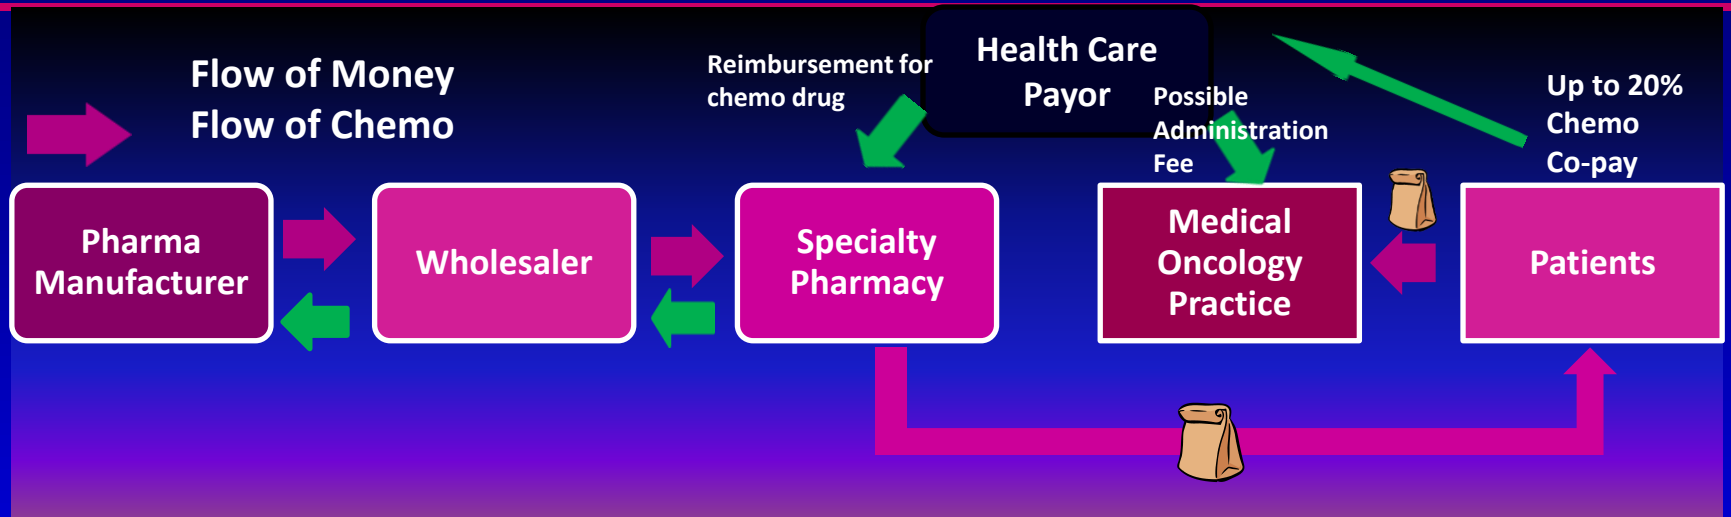 Flow of Money
Flow of Chemo
Reimbursement for
chemo drug
Health Care
Payor
Possible
Administration
Fee
Up to 20%
Chemo
Co-pay
Pharma
Manufacturer
Wholesaler
Specialty
Pharmacy
Medical
Oncology
Practice
Patients